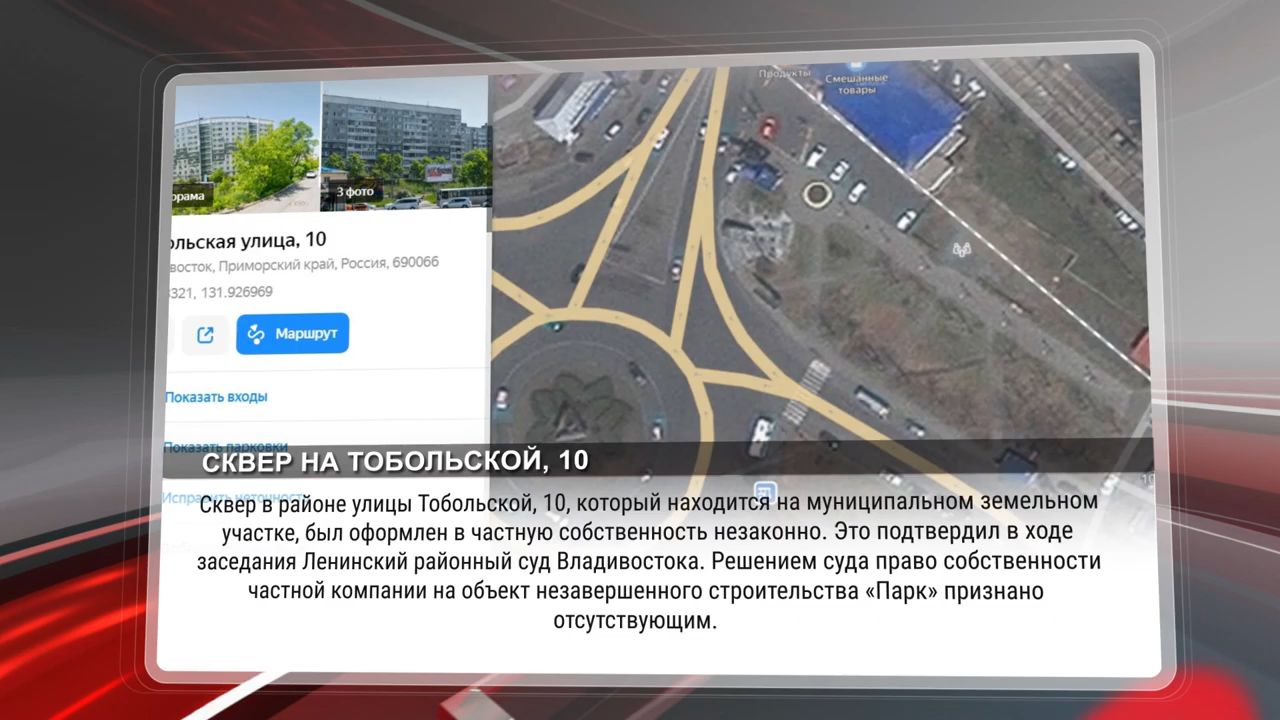 Продукты
Смешанные
товары
орама
3 фото
ольская улица, 10
восток, Приморский край, Россия, 690066
321, 131.926969
Маршрут
Показать входы
Показать парковки
СКВЕР НА ТОБОЛЬСКОЙ, 10
Исправить неточность
Сквер в районе улицы Тобольской, 10, который находится на муниципальном земельном
участке, был оформлен в частную собственность незаконно. Это подтвердил в ходе
заседания Ленинский районный суд Владивостока. Решением суда право собственности
частной компании на объект незавершенного строительства «Парк» признано
отсутствующим.